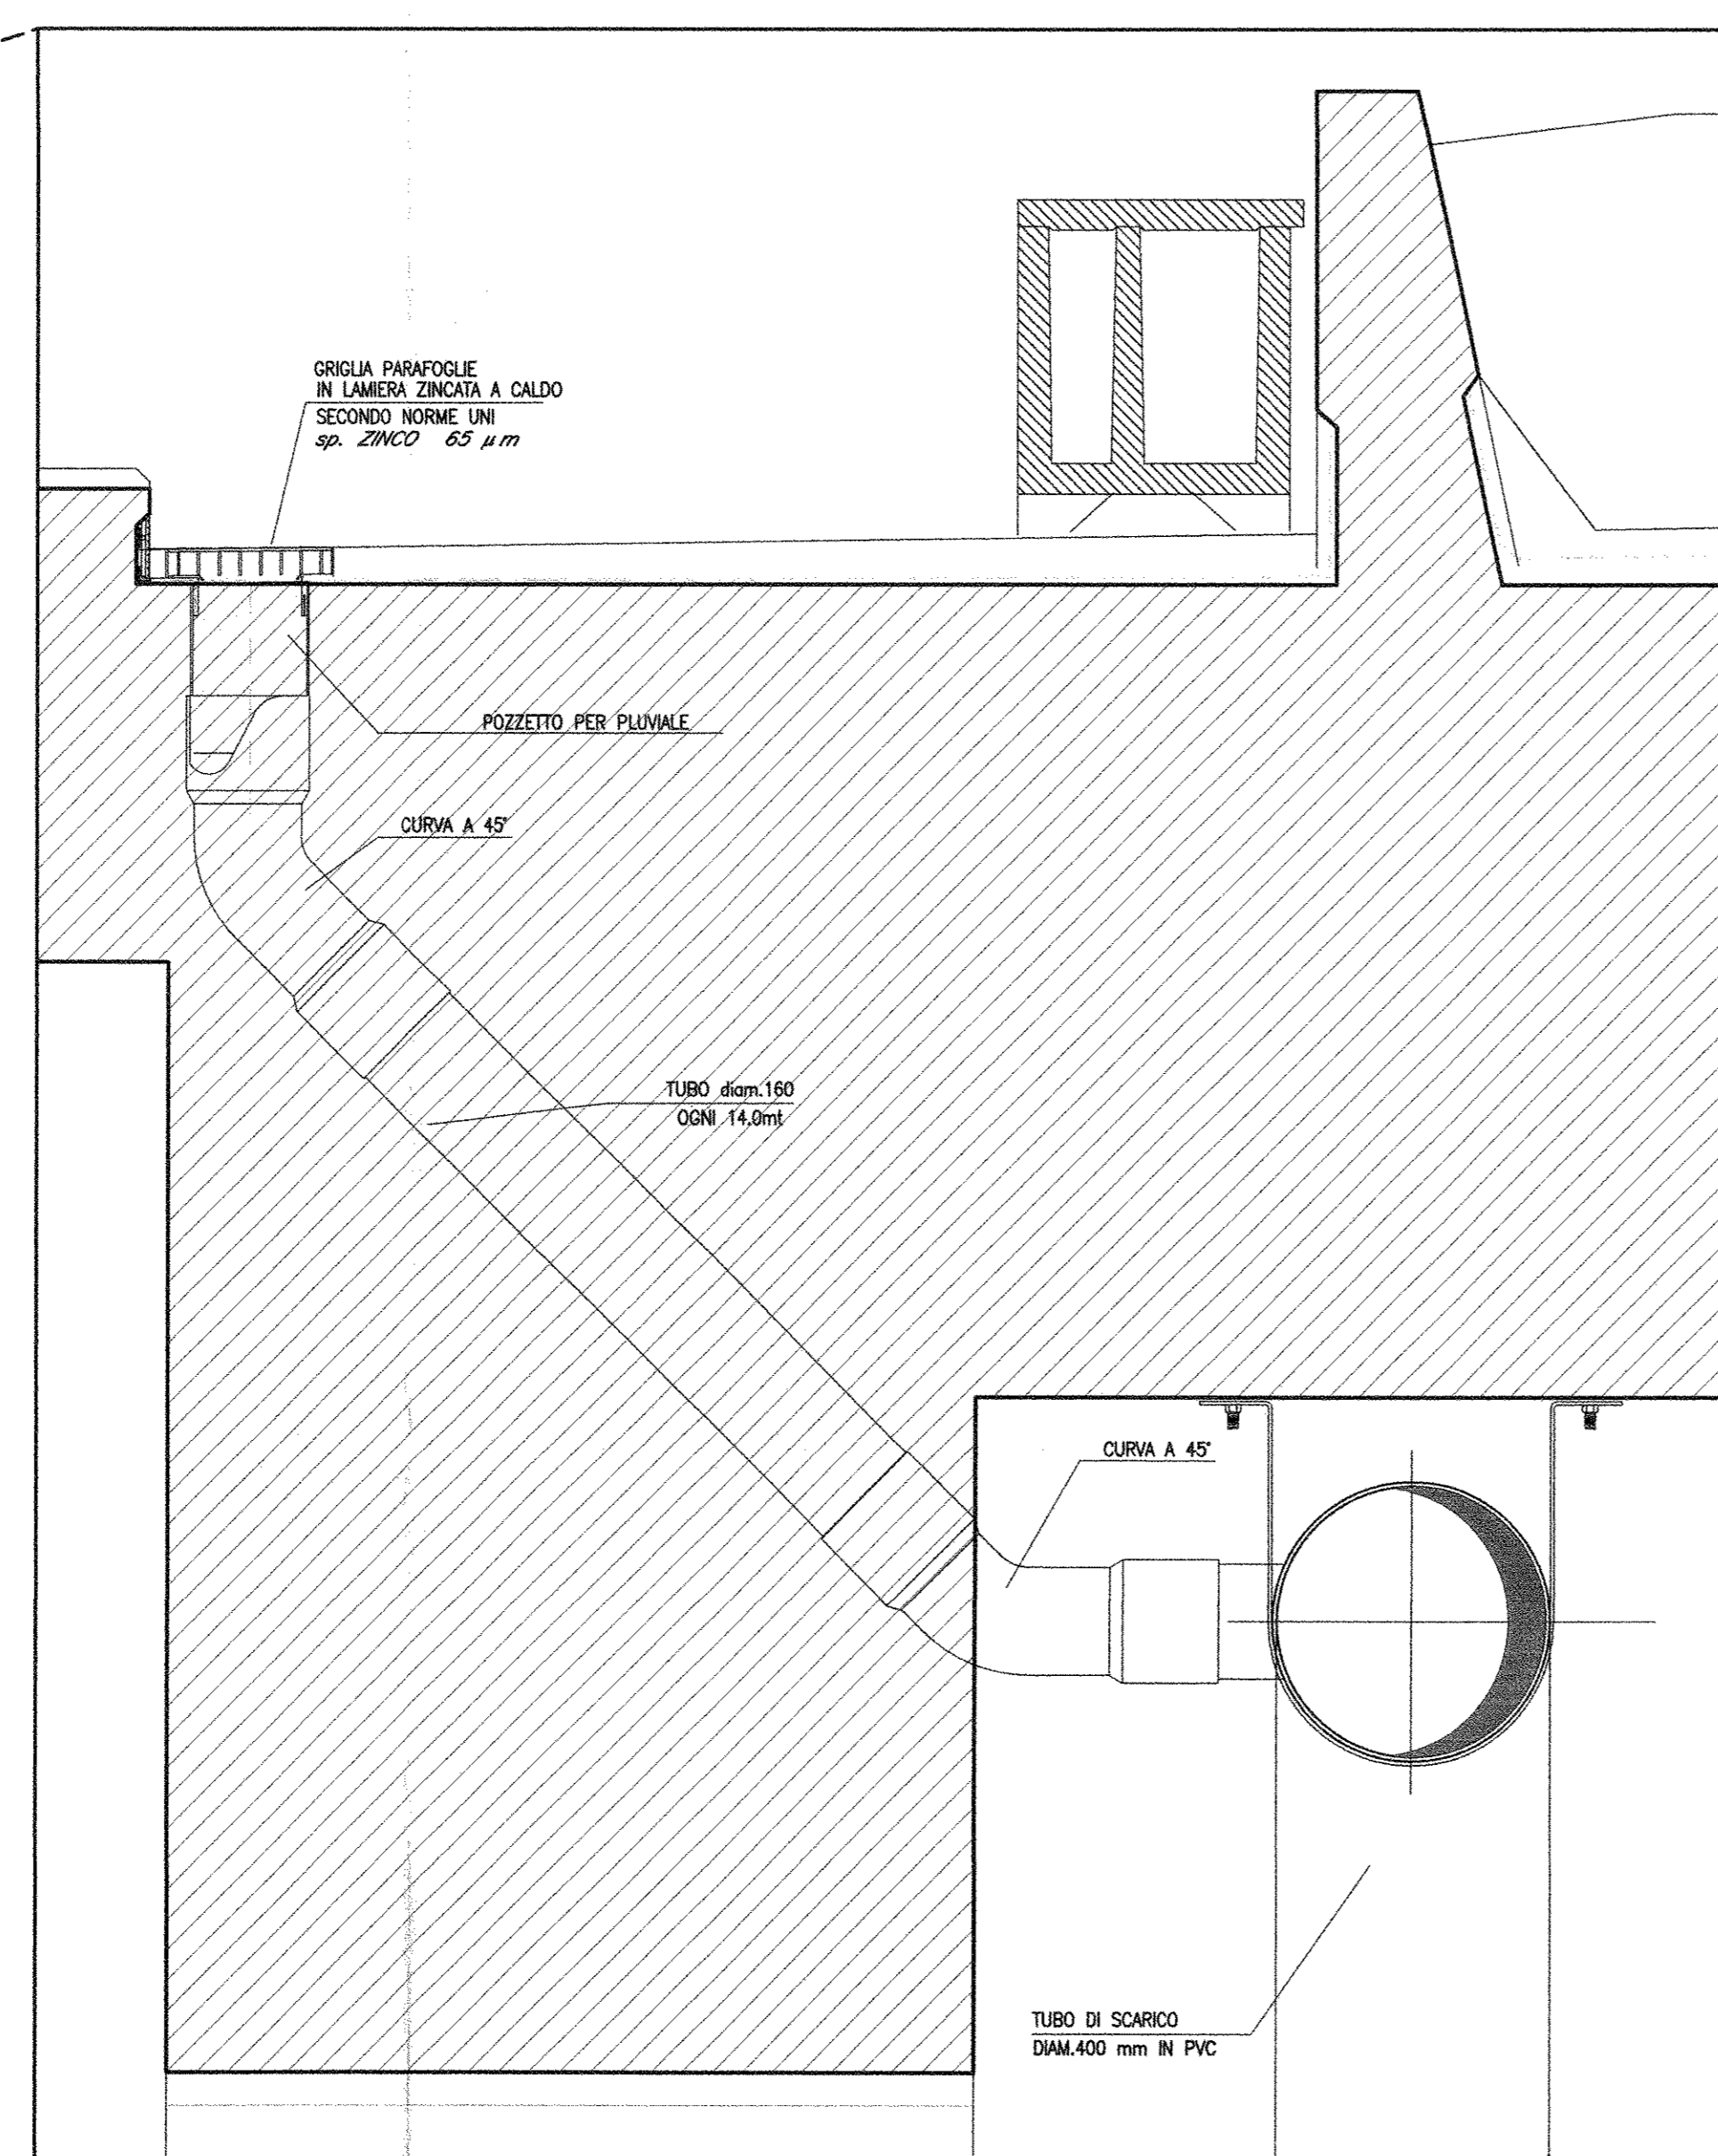 GRIGLIA PARAFOGLIE
IN LAMIERA ZINCATA A CALDO
SECONDO NORME UNI
sp. ZINCO 65 μm
POZZETTO PER PLUVIALE
CURVA A 45°
TUBO diam.160
OGNI 14.0mt
CURVA A 45°
TUBO DI SCARICO
DIAM.400 mm IN PVC